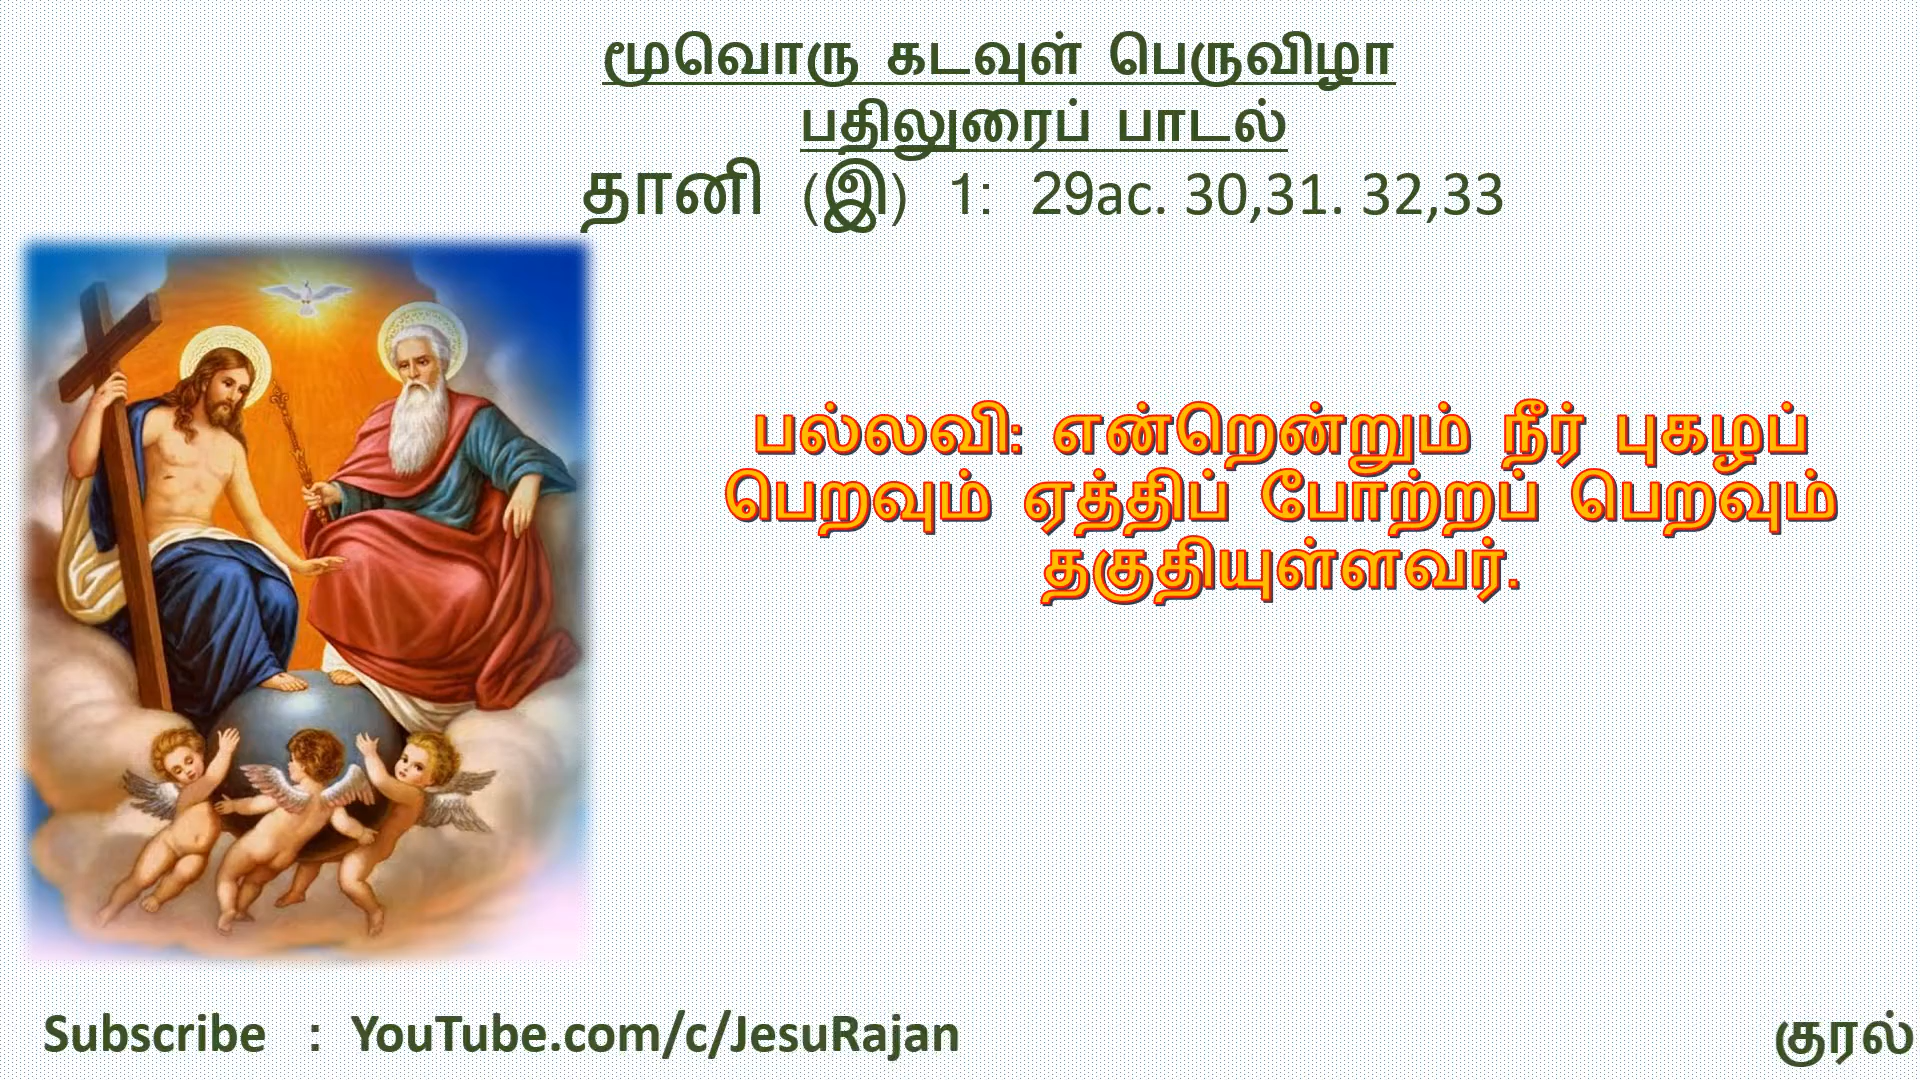 மூவொரு கடவுள் பெருவிழா
பதிலுரைப் பாடல்
தானி (இ) 1: 29ac. 30,31. 32,33
பல்லவி: என்றென்றும் நீர் புகழப்
பெறவும் ஏத்திப் போற்றப் பெறவும்
தகுதியுள்ளவர்.
Subscribe : YouTube.com/c/JesuRajan
குரல்